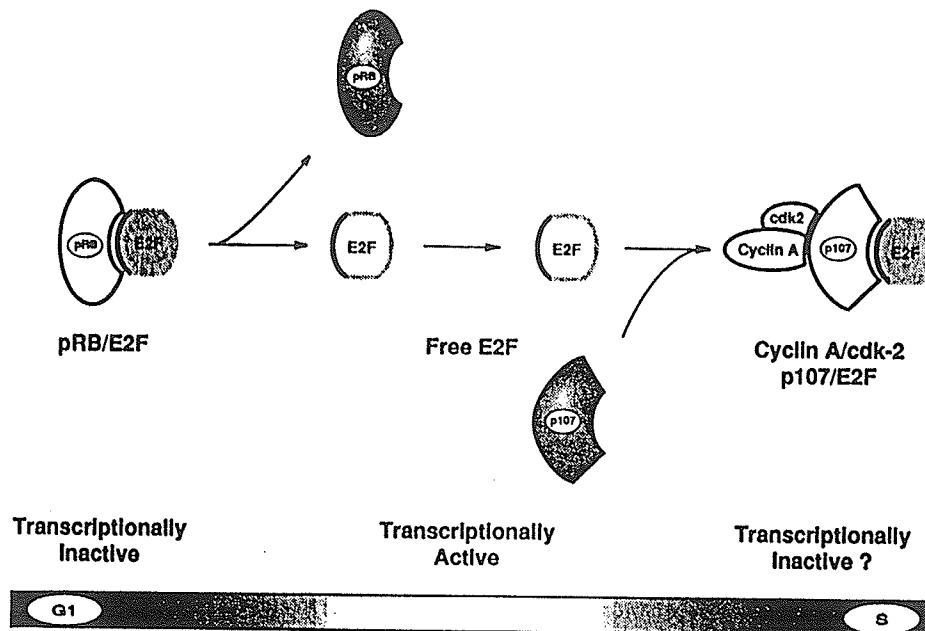 pRB
pRB
E2F
E2F
E2F
cdk2
Cyclin A
p107
E2F
pRB/E2F
Free E2F
Cyclin A/cdk-2
p107/E2F
p107
Transcriptionally
Inactive
Transcriptionally
Active
Transcriptionally
Inactive ?
G1
S